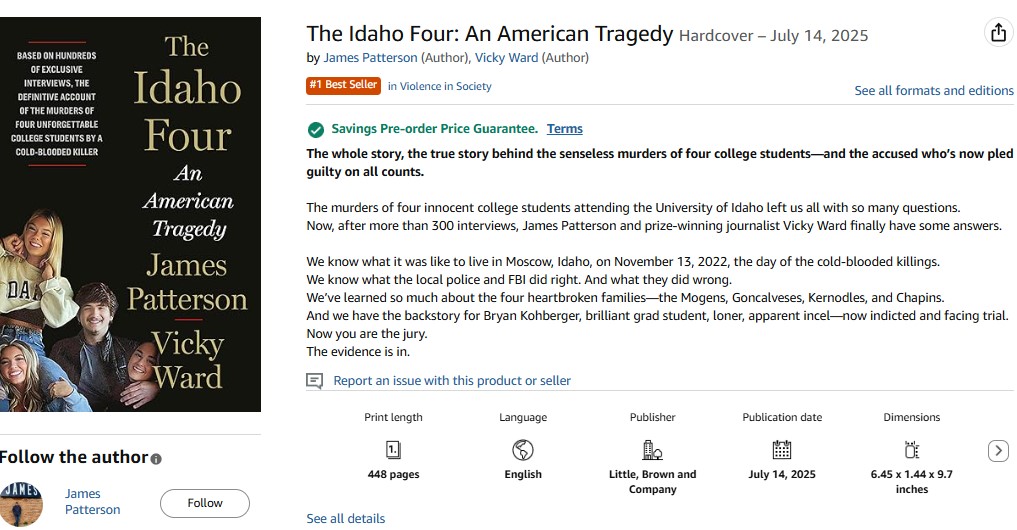 BASED ON HUNDREDS
OF EXCLUSIVE
INTERVIEWS, THE
DEFINITIVE ACCOUNT
OF THE MURDERS OF
FOUR UNFORGETTABLE
COLLEGE STUDENTS BY A
COLD-BLOODED KILLER
The
Idaho
Four
An
American
Tragedy
James
Patterson
Vicky
Ward
IDA
Follow the author
James
Patterson
Follow
JAMES
The Idaho Four: An American Tragedy Hardcover – July 14, 2025
by James Patterson (Author), Vicky Ward (Author)
#1 Best Seller in Violence in Society
See all formats and editions
Savings Pre-order Price Guarantee. Terms
The whole story, the true story behind the senseless murders of four college students—and the accused who's now pled
guilty on all counts.
The murders of four innocent college students attending the University of Idaho left us all with so many questions.
Now, after more than 300 interviews, James Patterson and prize-winning journalist Vicky Ward finally have some answers.
We know what it was like to live in Moscow, Idaho, on November 13, 2022, the day of the cold-blooded killings.
We know what the local police and FBI did right. And what they did wrong.
We've learned so much about the four heartbroken families—the Mogens, Goncalveses, Kernodles, and Chapins.
And we have the backstory for Bryan Kohberger, brilliant grad student, loner, apparent incel—now indicted and facing trial.
Now you are the jury.
The evidence is in.
Report an issue with this product or seller
Print length
1.
448 pages
Language
English
Publisher
Little, Brown and
Company
Publication date
July 14, 2025
Dimensions
6.45 x 1.44 x 9.7
inches
See all details